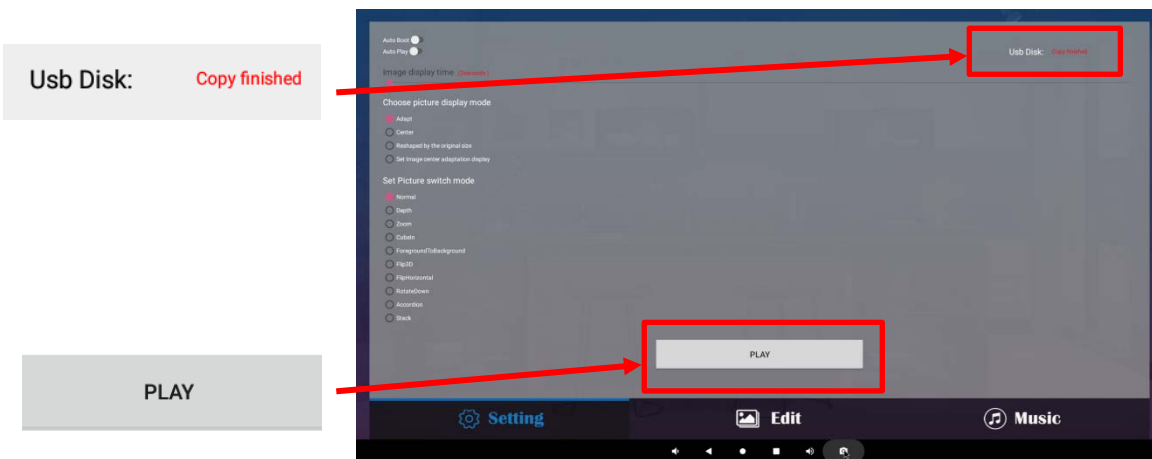 Usb Disk: Copy finished
PLAY
Auto Boot
Auto Play
Usb Disk: Copy finished
Image display time
Choose picture display mode
Adapt
Center
Reshaped by the original size
Set Image center adaptation display
Set Picture switch mode
Normal
Depth
Zoom
CubeIn
ForegroundToBackground
Flip3D
FlipHorizontal
RotateDown
Accordion
Stack
PLAY
Setting
Edit
Music